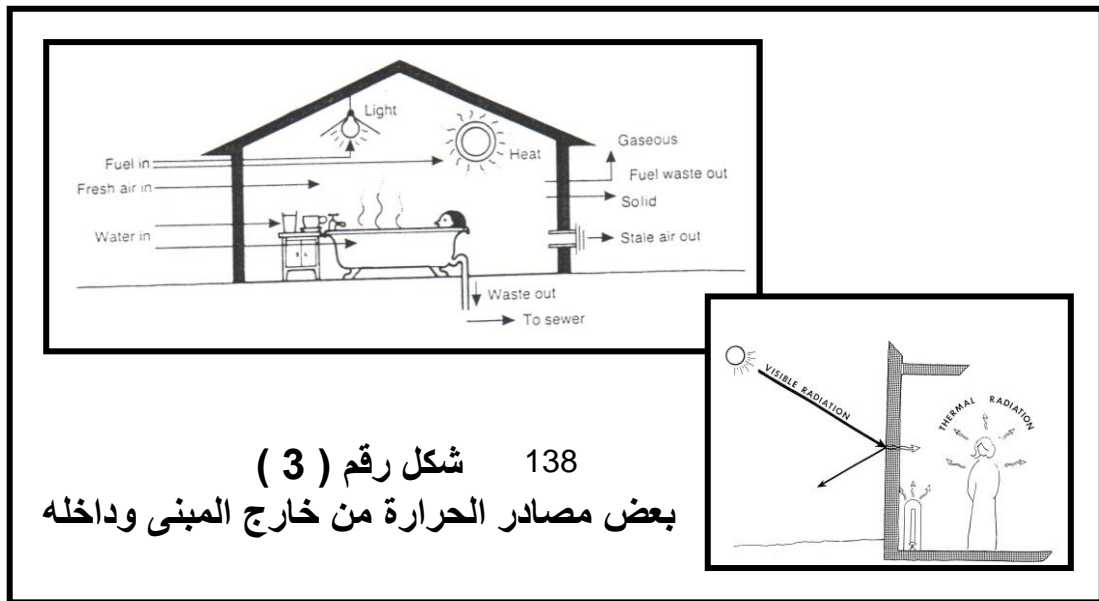 Light
Heat
Fuel in
Fresh air in
Water in
Gaseous
Fuel waste out
Solid
Stale air out
Waste out
To sewer
VISIBLE RADIATION
THERMAL RADIATION
138 شكل رقم ( 3 )
بعض مصادر الحرارة من خارج المبنى وداخله